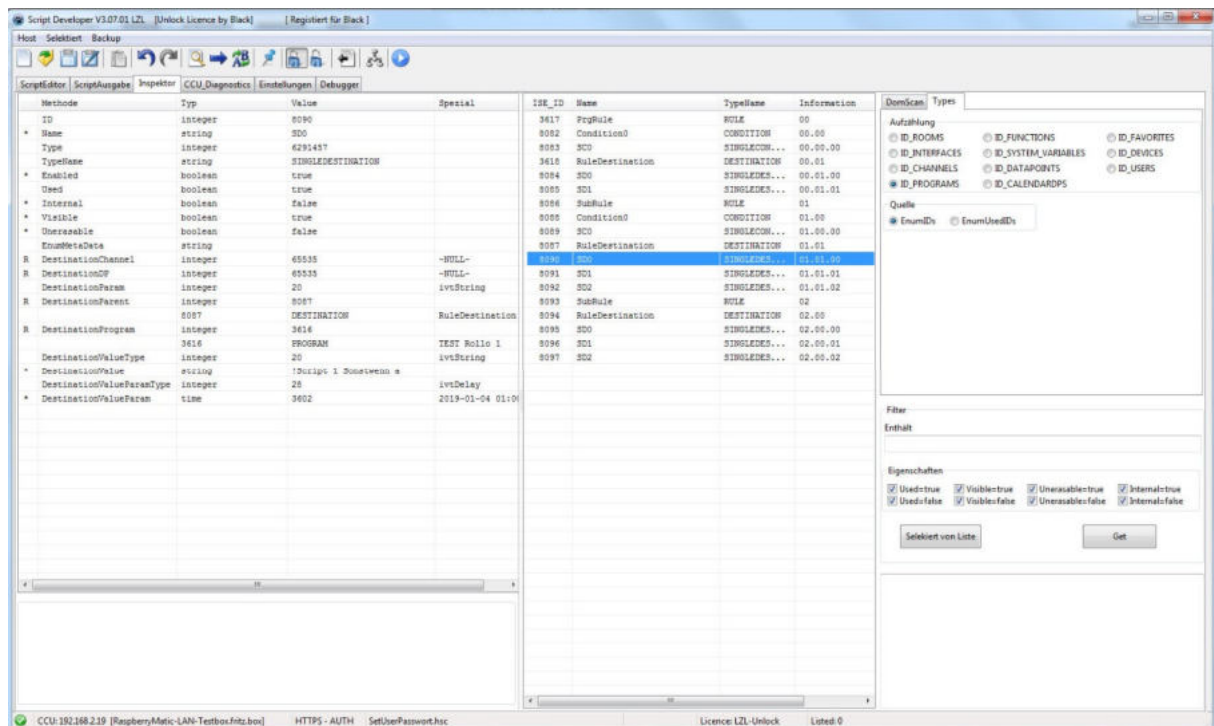 Script Developer V3.07.01 LZL [Unlock Licence by Black] [ Registiert für Black ]
Host Selektiert Backup
ScriptEditor ScriptAusgabe Inspektor CCU_Diagnostics Einstellungen Debugger
Methode Typ Value Spezial
ID integer 8090
* Name string SD0
Type integer 6291457
TypeName string SINGLEDESTINATION
* Enabled boolean true
Used boolean true
* Internal boolean false
* Visible boolean true
* Unerasable boolean false
EnumMetaData string
R DestinationChannel integer 65535 -NULL-
R DestinationDP integer 65535 -NULL-
DestinationParam integer 20 ivtString
R DestinationParent integer 8087
8087 DESTINATION RuleDestination
R DestinationProgram integer 3616
3616 PROGRAM TEST Rollo 1
DestinationValueType integer 20 ivtString
* DestinationValue string !Script 1 Sonstwenn a
DestinationValueParamType integer 28 ivtDelay
* DestinationValueParam time 3602 2019-01-04 01:0
ISE_ID Name TypeName Information
3617 PrgRule RULE 00
8082 Condition0 CONDITION 00.00
8083 SC0 SINGLECON... 00.00.00
3618 RuleDestination DESTINATION 00.01
8084 SD0 SINGLEDES... 00.01.00
8085 SD1 SINGLEDES... 00.01.01
8086 SubRule RULE 01
8088 Condition0 CONDITION 01.00
8089 SC0 SINGLECON... 01.00.00
8087 RuleDestination DESTINATION 01.01
8090 SD0 SINGLEDES... 01.01.00
8091 SD1 SINGLEDES... 01.01.01
8092 SD2 SINGLEDES... 01.01.02
8093 SubRule RULE 02
8094 RuleDestination DESTINATION 02.00
8095 SD0 SINGLEDES... 02.00.00
8096 SD1 SINGLEDES... 02.00.01
8097 SD2 SINGLEDES... 02.00.02
DomScan Types
Aufzählung
ID_ROOMS ID_FUNCTIONS ID_FAVORITES
ID_INTERFACES ID_SYSTEM_VARIABLES ID_DEVICES
ID_CHANNELS ID_DATAPOINTS ID_USERS
ID_PROGRAMS ID_CALENDARDPS
Quelle
EnumIDs EnumUsedIDs
Filter
Enthält
Eigenschaften
Used=true Visible=true Unerasable=true Internal=true
Used=false Visible=false Unerasable=false Internal=false
Selekiert von Liste Get
CCU: 192.168.2.19 [RaspberryMatic-LAN-Testbox.fritz.box] HTTPS - AUTH SetUserPasswort.hsc Licence: LZL-Unlock Listed: 0